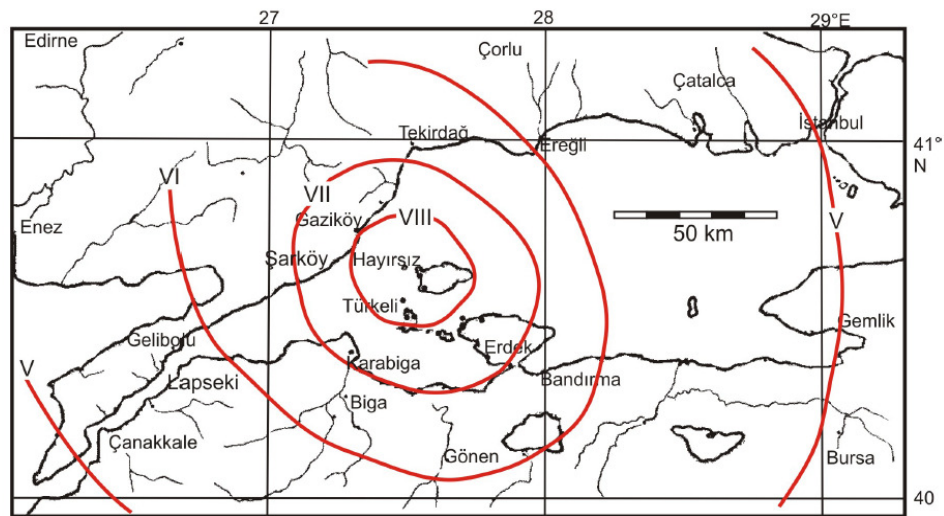 27
28
29°E
Edirne
Çorlu
Çatalca
İstanbul
Tekirdağ
Ereğli
41°
N
VI
VII
Gaziköy
VIII
Enez
50 km
V
Şarköy
Hayırsız
Türkeli
Gemlik
Gelibolu
Erdek
V
Karabiga
Lapseki
Bandırma
Biga
Çanakkale
Gönen
Bursa
40